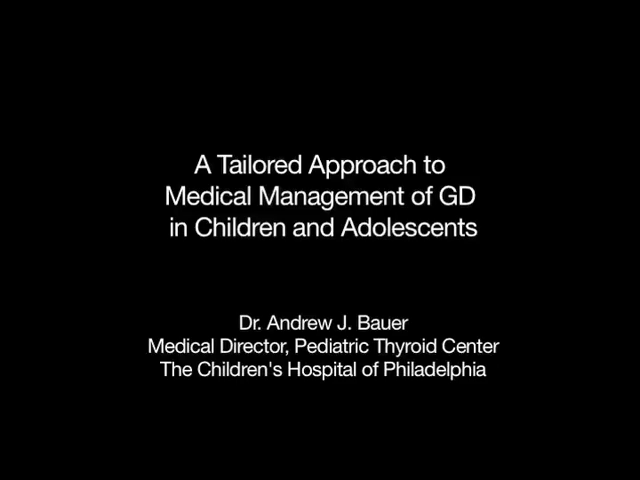 A Tailored Approach to
Medical Management of GD
in Children and Adolescents
Dr. Andrew J. Bauer
Medical Director, Pediatric Thyroid Center
The Children's Hospital of Philadelphia